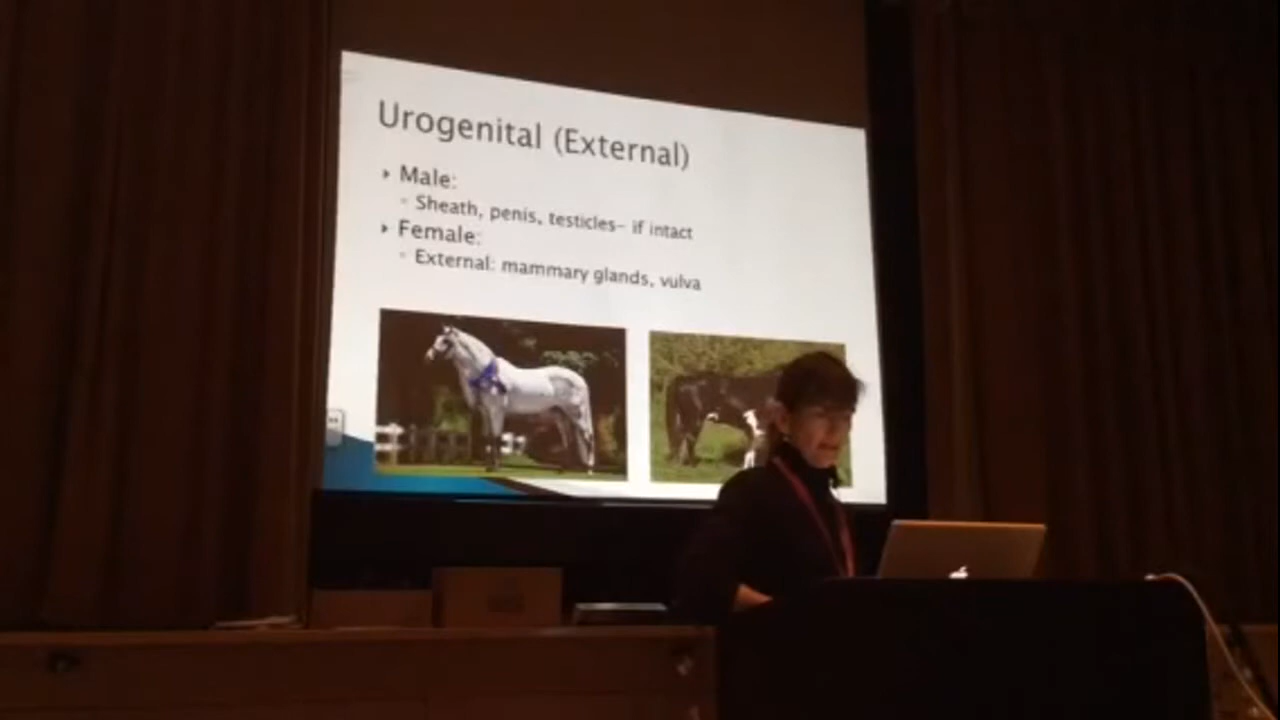 Urogenital (External)
Male:
Sheath, penis, testicles- if intact
Female:
External: mammary glands, vulva